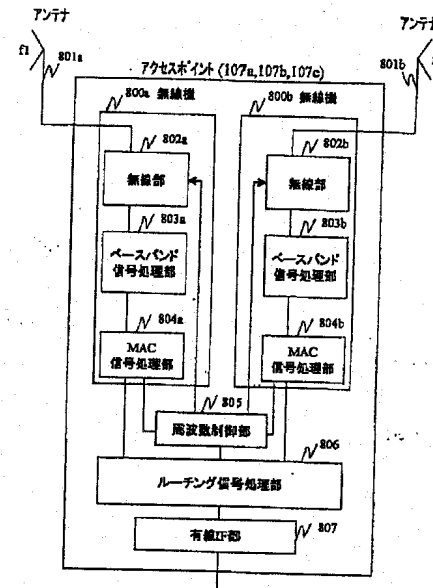 アンテナ
アンテナ
f1
801a
801b
アクセスポイント(107a,107b,107c)
800a 無線機
800b 無線機
802a
802b
無線部
無線部
803a
803b
ベースバンド
信号処理部
ベースバンド
信号処理部
804a
804b
MAC
信号処理部
MAC
信号処理部
805
周波数制御部
806
ルーチング信号処理部
807
有線IF部